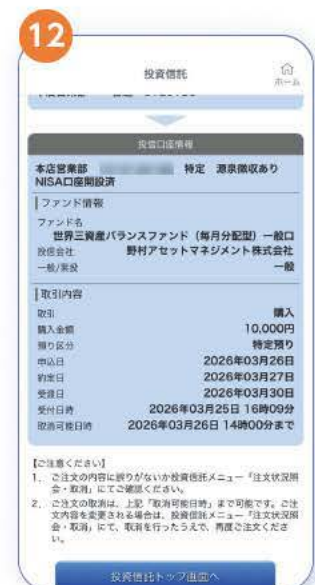 12
投資信託
ホーム
投信口座情報
本店営業部 特定 源泉徴収あり
NISA口座開設済
ファンド情報
ファンド名
世界三資産バランスファンド（毎月分配型）一般口
投信会社 野村アセットマネジメント株式会社
一般/累投 一般
取引内容
取引 購入
購入金額 10,000円
預り区分 特定預り
申込日 2026年03月26日
約定日 2026年03月27日
受渡日 2026年03月30日
受付日時 2026年03月25日 16時09分
取消可能日時 2026年03月26日 14時00分まで
【ご注意ください】
1. ご注文の内容に誤りがないか投資信託メニュー「注文状況照会・取消」にてご確認ください。
2. ご注文の取消は、上記「取消可能日時」まで可能です。ご注文内容を変更される場合は、投資信託メニュー「注文状況照会・取消」にて、取消を行ったうえで、再度ご注文ください。
投資信託トップ画面へ